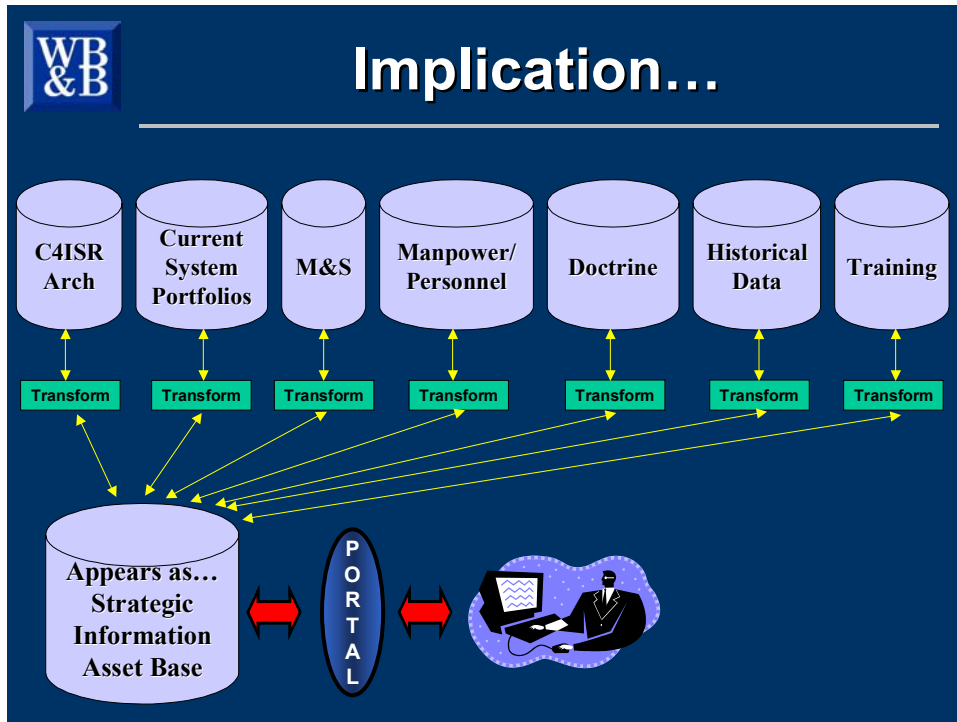 WB
&B
Implication…
C4ISR
Arch
Current
System
Portfolios
M&S
Manpower/
Personnel
Doctrine
Historical
Data
Training
Transform
Transform
Transform
Transform
Transform
Transform
Transform
Appears as…
Strategic
Information
Asset Base
P
O
R
T
A
L